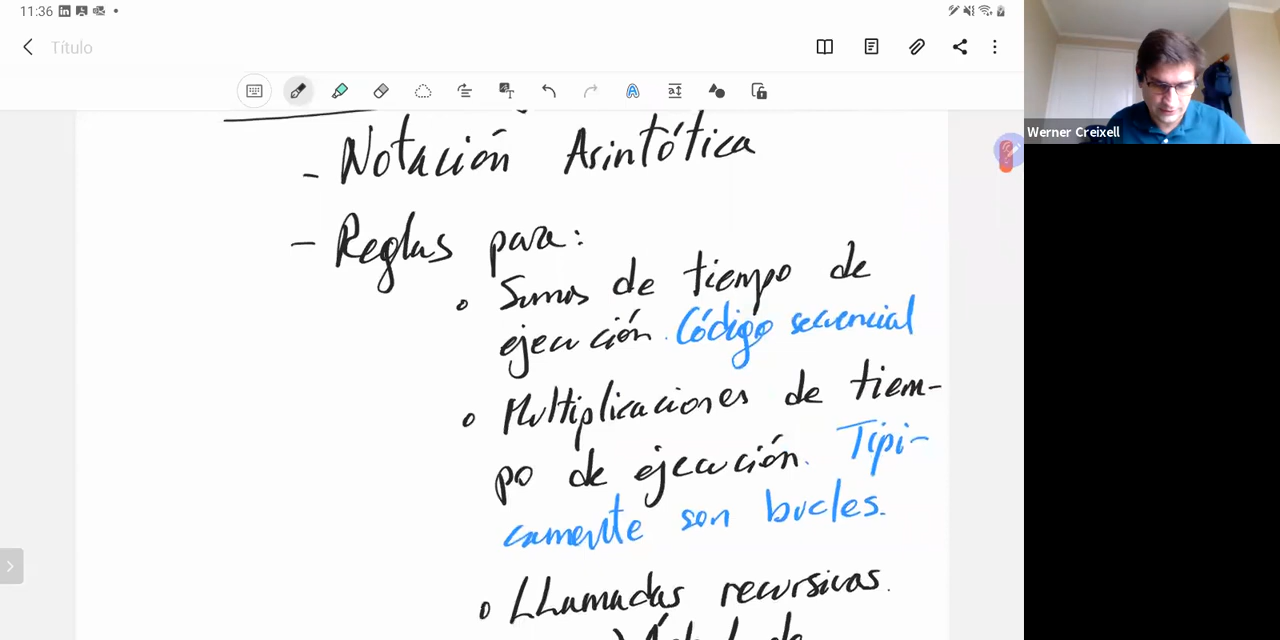 11:36
Título
Werner Creixell
- Notación Asintótica
- Reglas para:
Sumas de tiempo de
ejecución. Código secuencial
Multiplicaciones de tiem-
po de ejecución. Típi-
camente son bucles.
Llamadas recursivas.